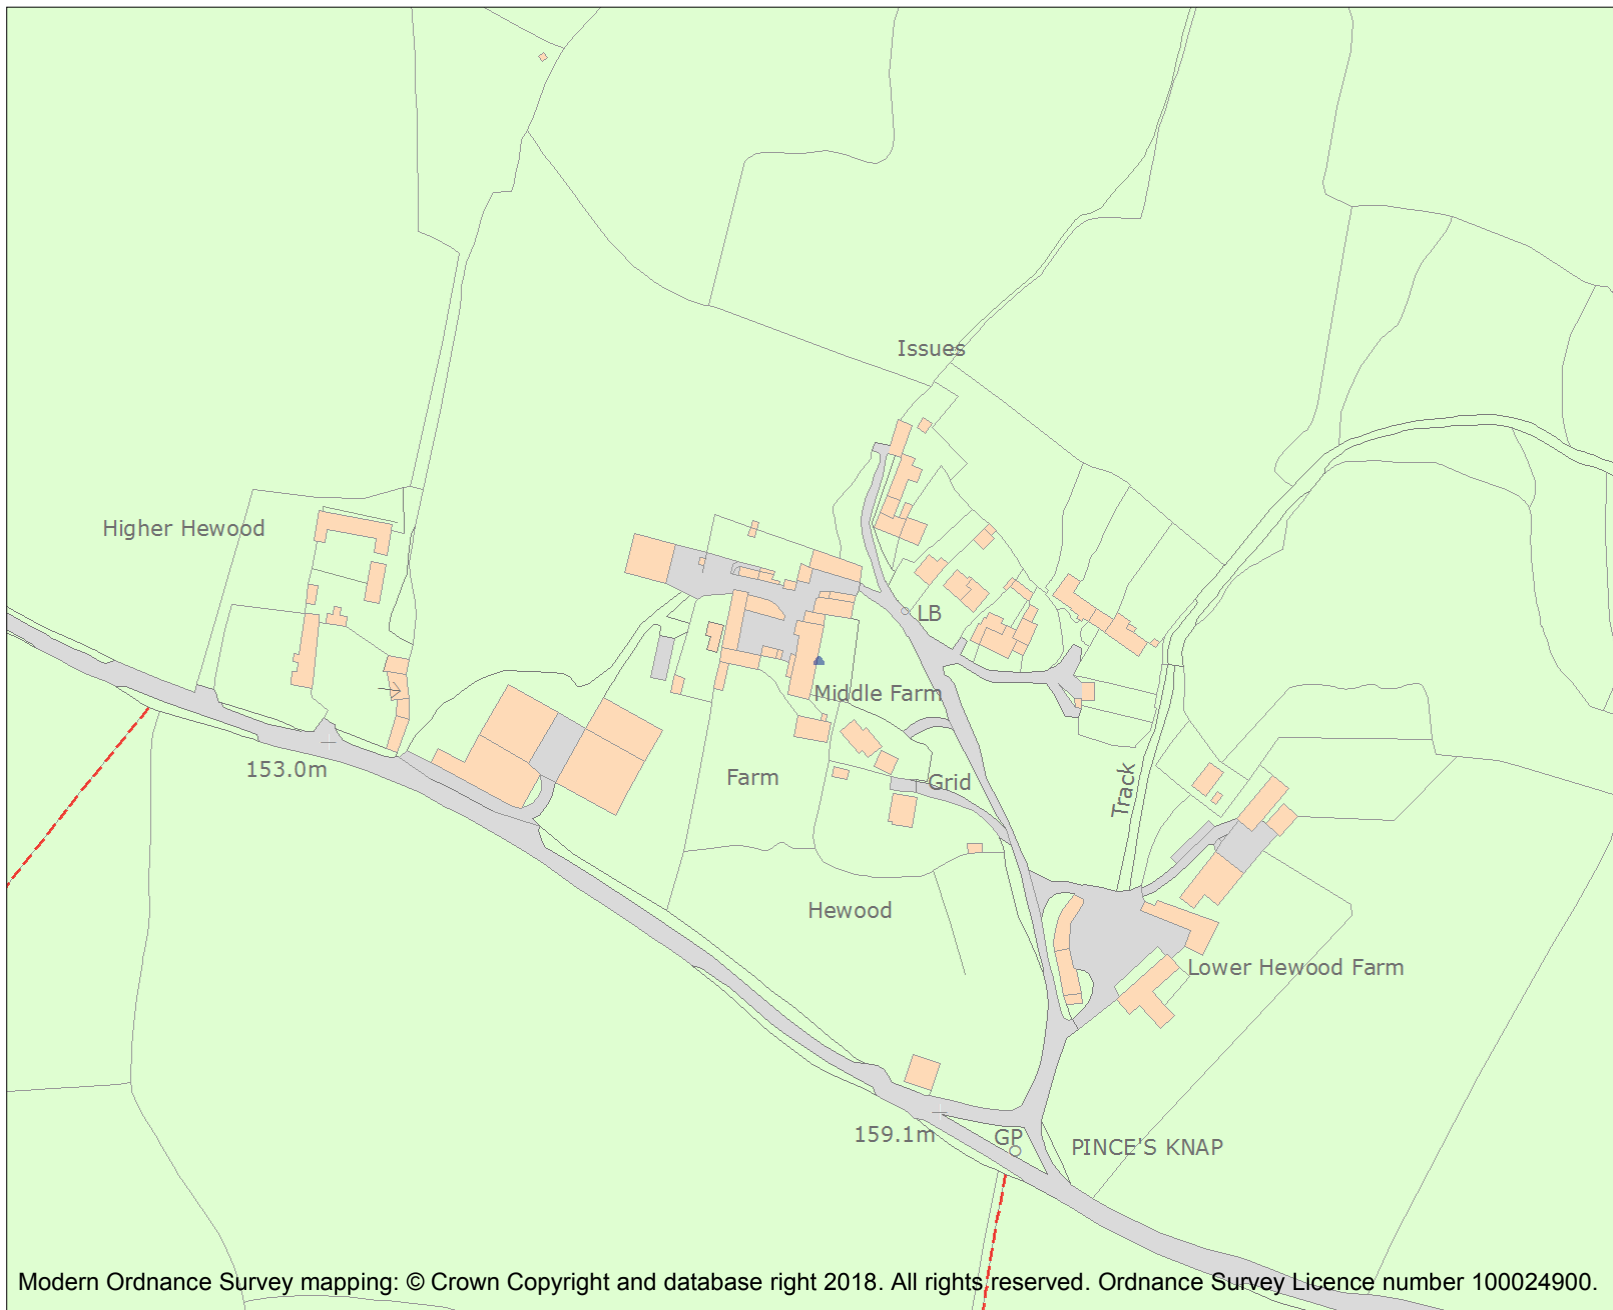 Issues
Higher Hewood
LB
Middle Farm
153.0m
Farm
Grid
Track
Hewood
Lower Hewood Farm
159.1m
GP
PINCE'S KNAP
Modern Ordnance Survey mapping: © Crown Copyright and database right 2018. All rights reserved. Ordnance Survey Licence number 100024900.